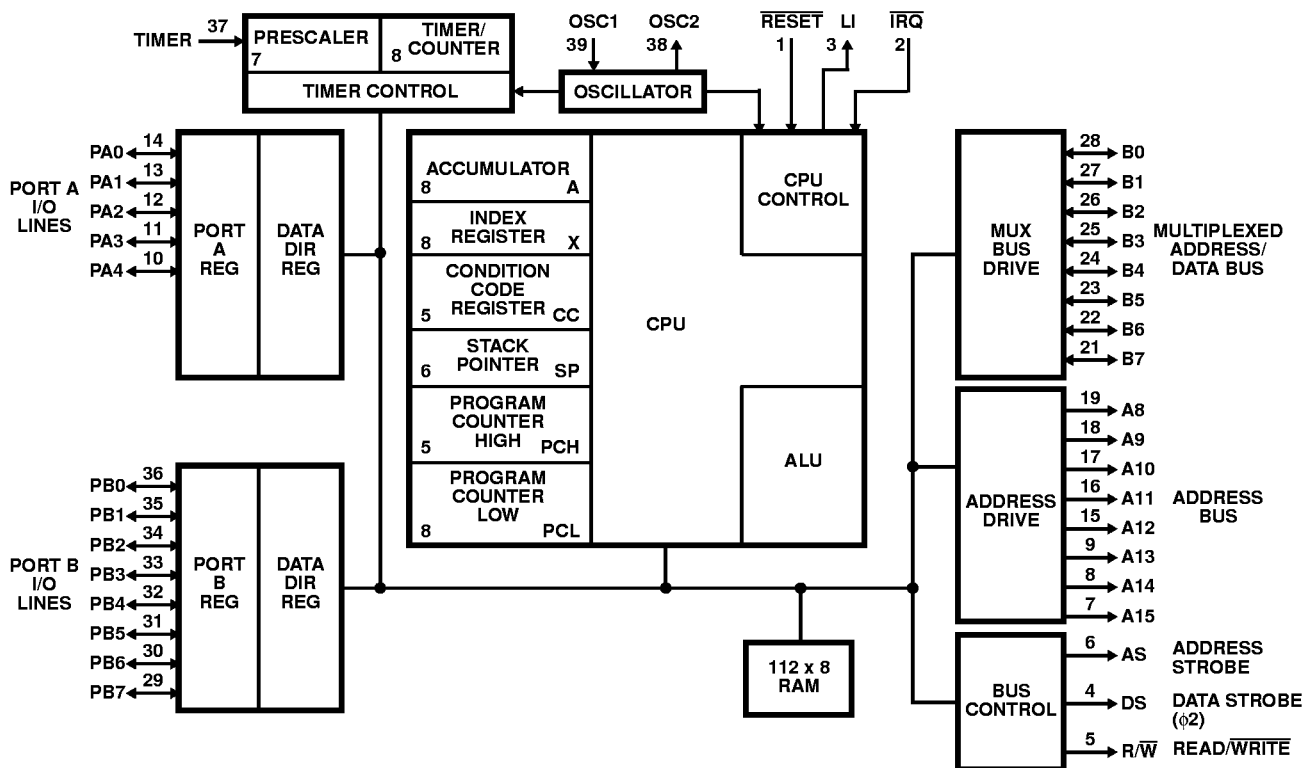 TIMER 37
PRESCALER
7
TIMER/
COUNTER
8
TIMER CONTROL
OSC1
39
OSC2
38
OSCILLATOR
RESET
1
LI
3
IRQ
2
PORT A
I/O
LINES
PA0 14
PA1 13
PA2 12
PA3 11
PA4 10
PORT
A
REG
DATA
DIR
REG
ACCUMULATOR
8 A
INDEX
REGISTER
8 X
CONDITION
CODE
REGISTER
5 CC
STACK
POINTER
6 SP
PROGRAM
COUNTER
HIGH
5 PCH
PROGRAM
COUNTER
LOW
8 PCL
CPU
CPU
CONTROL
ALU
MUX
BUS
DRIVE
28 B0
27 B1
26 B2
25 B3
24 B4
23 B5
22 B6
21 B7
MULTIPLEXED
ADDRESS/
DATA BUS
PORT B
I/O
LINES
PB0 36
PB1 35
PB2 34
PB3 33
PB4 32
PB5 31
PB6 30
PB7 29
PORT
B
REG
DATA
DIR
REG
112 x 8
RAM
ADDRESS
DRIVE
19 A8
18 A9
17 A10
16 A11
15 A12
9 A13
8 A14
7 A15
ADDRESS
BUS
BUS
CONTROL
6 AS
ADDRESS
STROBE
4 DS
DATA STROBE
(ϕ2)
5 R/W̅
READ/W̅R̅I̅T̅E̅